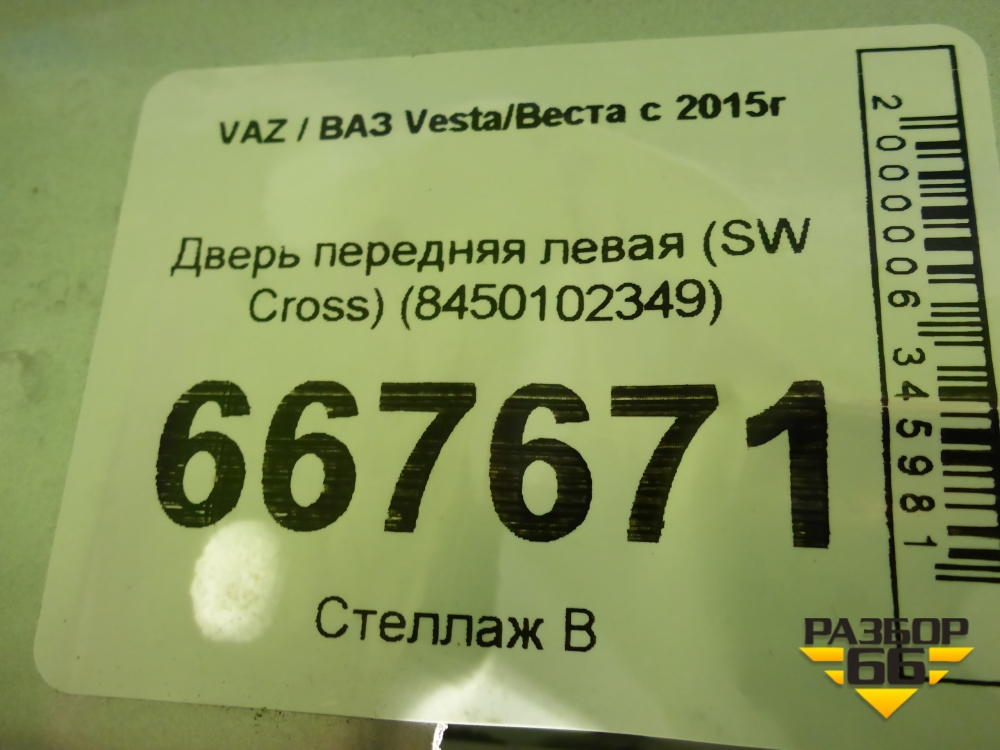 VAZ / ВАЗ Vesta/Веста с 2015г
Дверь передняя левая (SW
Cross) (8450102349)
667671
Стеллаж В
2000006345981
РАЗБОР
66